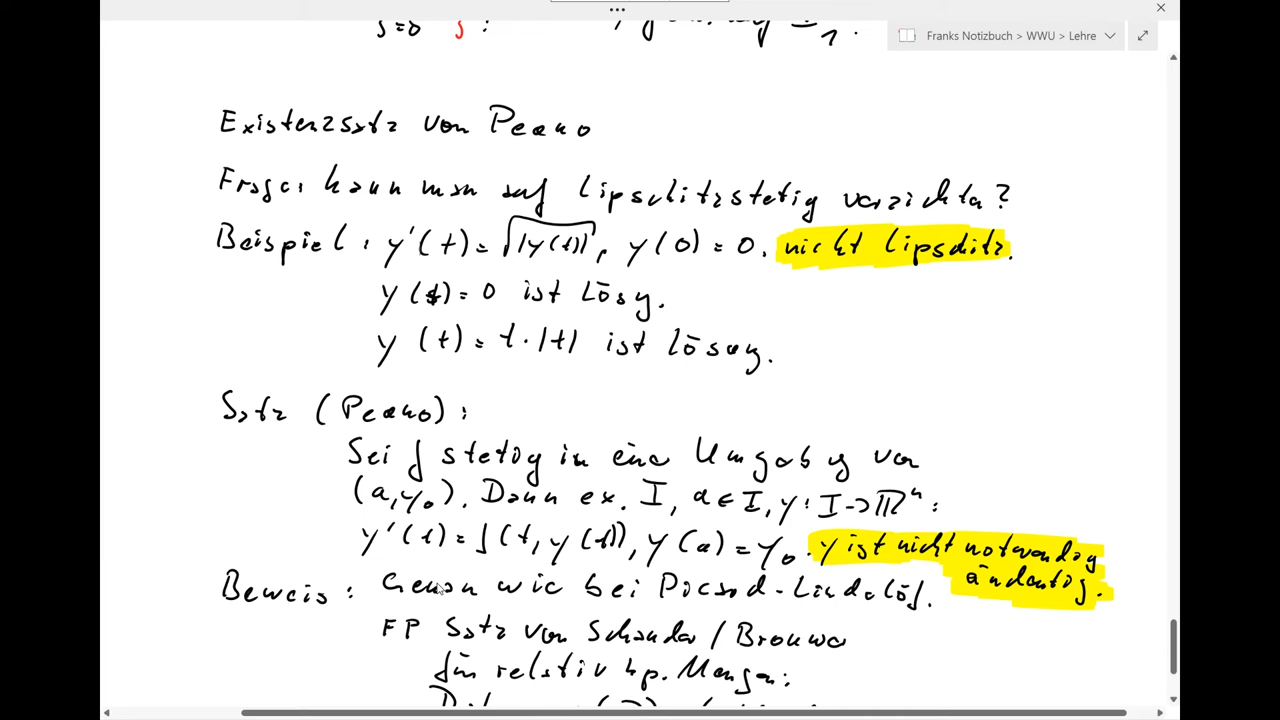 Franks Notizbuch > WWU > Lehre
Existenzsatz von Peano
Frage: kann man auf Lipschitzstetig verzichten?
Beispiel: y'(t) = √|y(t)|, y(0) = 0. nicht Lipschitz.
y(t) = 0 ist Lösg.
y(t) = t·|t| ist Lösung.
Satz (Peano):
Sei f stetig in einer Umgebung von
(a, y₀). Dann ex. I, a ∈ I, y: I → ℝⁿ:
y'(t) = f(t, y(t)), y(a) = y₀. y ist nicht notwendig
eindeutig.
Beweis: Genau wie bei Picard-Lindelöf.
FP Satz von Schauder/Brouwer
für relativ kp. Mengen: